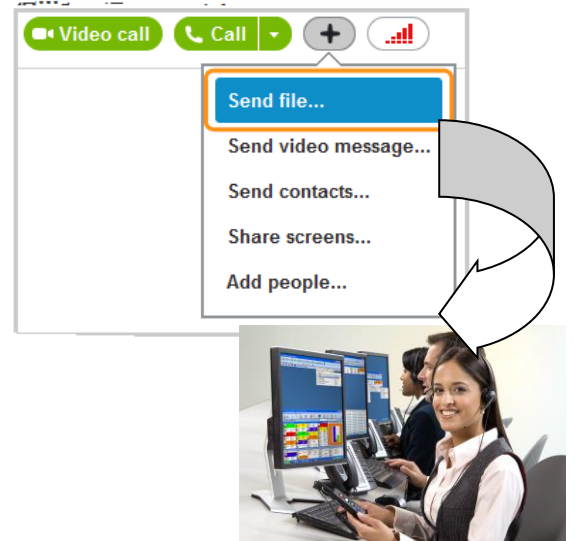 Video call
Call
Send file...
Send video message...
Send contacts...
Share screens...
Add people...